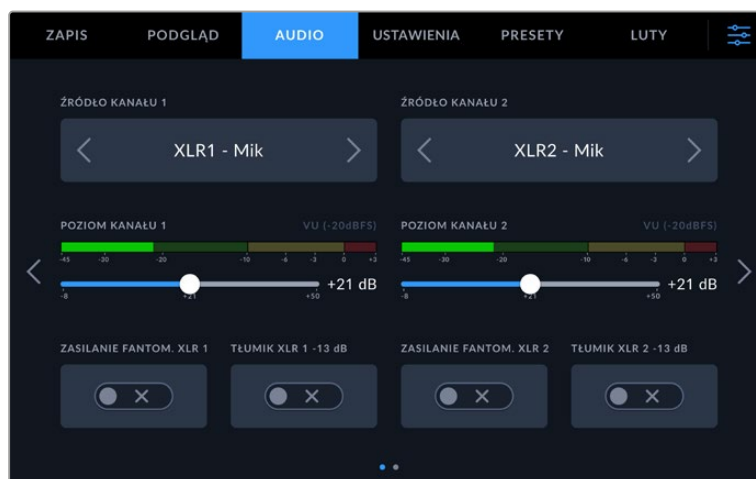 ZAPIS PODGLĄD AUDIO USTAWIENIA PRESETY LUTY
ŹRÓDŁO KANAŁU 1 ŹRÓDŁO KANAŁU 2
XLR1 - Mik XLR2 - Mik
POZIOM KANAŁU 1 VU (-20dBFS) POZIOM KANAŁU 2 VU (-20dBFS)
-45 -30 -20 -10 -6 -3 0 +3 -45 -30 -20 -10 -6 -3 0 +3
+21 dB +21 dB
-8 +21 +50 -8 +21 +50
ZASILANIE FANTOM. XLR 1 TŁUMIK XLR 1 -13 dB ZASILANIE FANTOM. XLR 2 TŁUMIK XLR 2 -13 dB